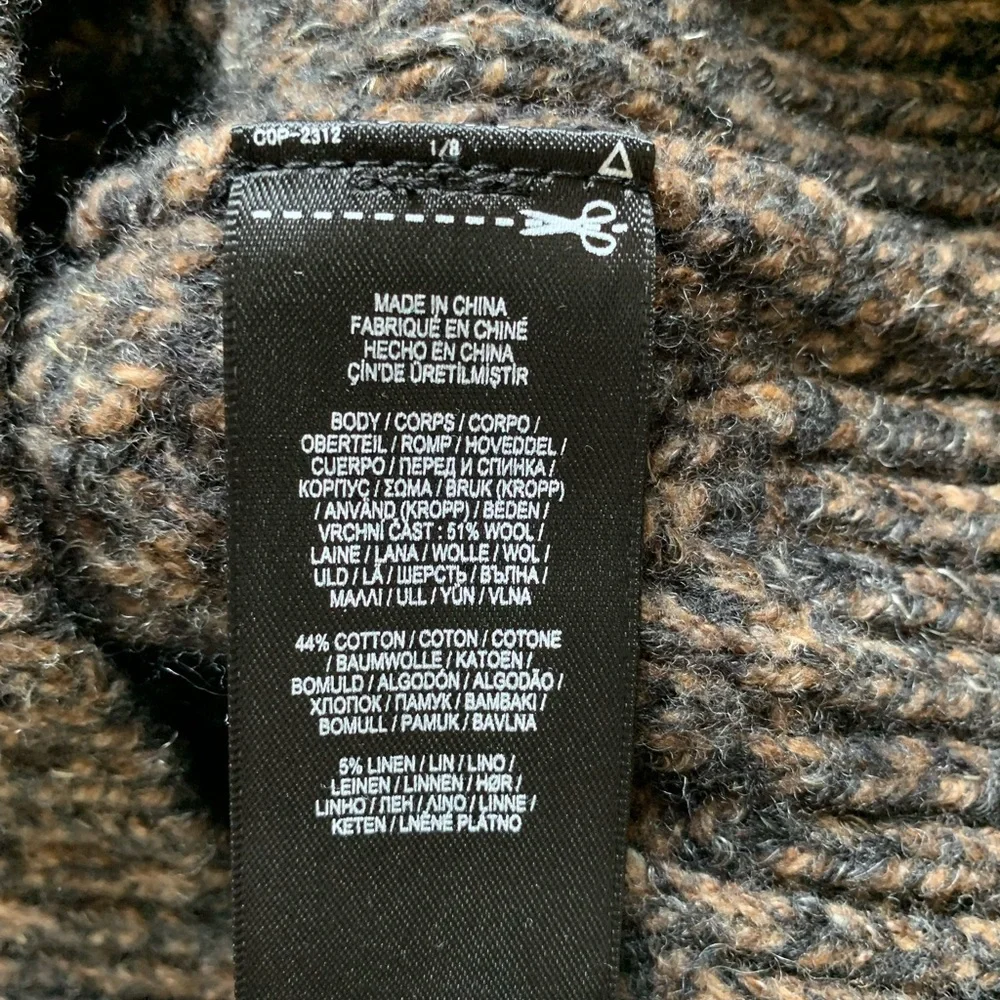 COP-2312 1/8
MADE IN CHINA
FABRIQUÉ EN CHINE
HECHO EN CHINA
ÇİN'DE ÜRETİLMİŞTİR
BODY / CORPS / CORPO /
OBERTEIL / ROMP / HOVEDDEL /
CUERPO / ПЕРЕД И СПИНКА /
КОРПУС / ΣΩΜΑ / BRUK (KROPP)
/ ANVÄND (KROPP) / BEDEN /
VRCHNÍ ČÁST : 51% WOOL /
LAINE / LANA / WOLLE / WOL /
ULD / LÃ / ШЕРСТЬ / ВЪЛНА /
ΜΑΛΛΙ / ULL / YÜN / VLNA
44% COTTON / COTON / COTONE
/ BAUMWOLLE / KATOEN /
BOMULD / ALGODÓN / ALGODÃO /
ХЛОПОК / ПАМУК / ΒΑΜΒΑΚΙ /
BOMULL / PAMUK / BAVLNA
5% LINEN / LIN / LINO /
LEINEN / LINNEN / HØR /
LINHO / ЛЕН / ΛΙΝΟ / LINNE /
KETEN / LNĚNÉ PLÁTNO